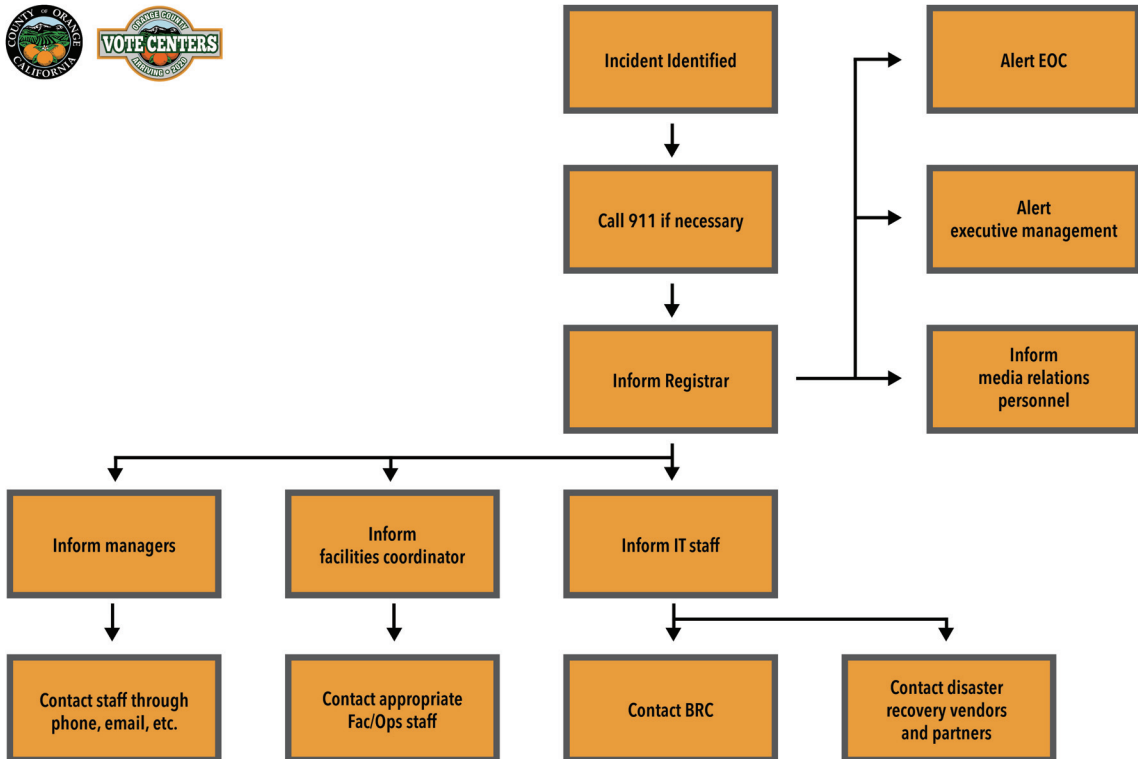 COUNTY OF ORANGE
CALIFORNIA
ORANGE COUNTY
VOTE CENTERS
ARRIVING • 2020
Incident Identified
Alert EOC
Call 911 if necessary
Alert
executive management
Inform Registrar
Inform
media relations
personnel
Inform managers
Inform
facilities coordinator
Inform IT staff
Contact staff through
phone, email, etc.
Contact appropriate
Fac/Ops staff
Contact BRC
Contact disaster
recovery vendors
and partners